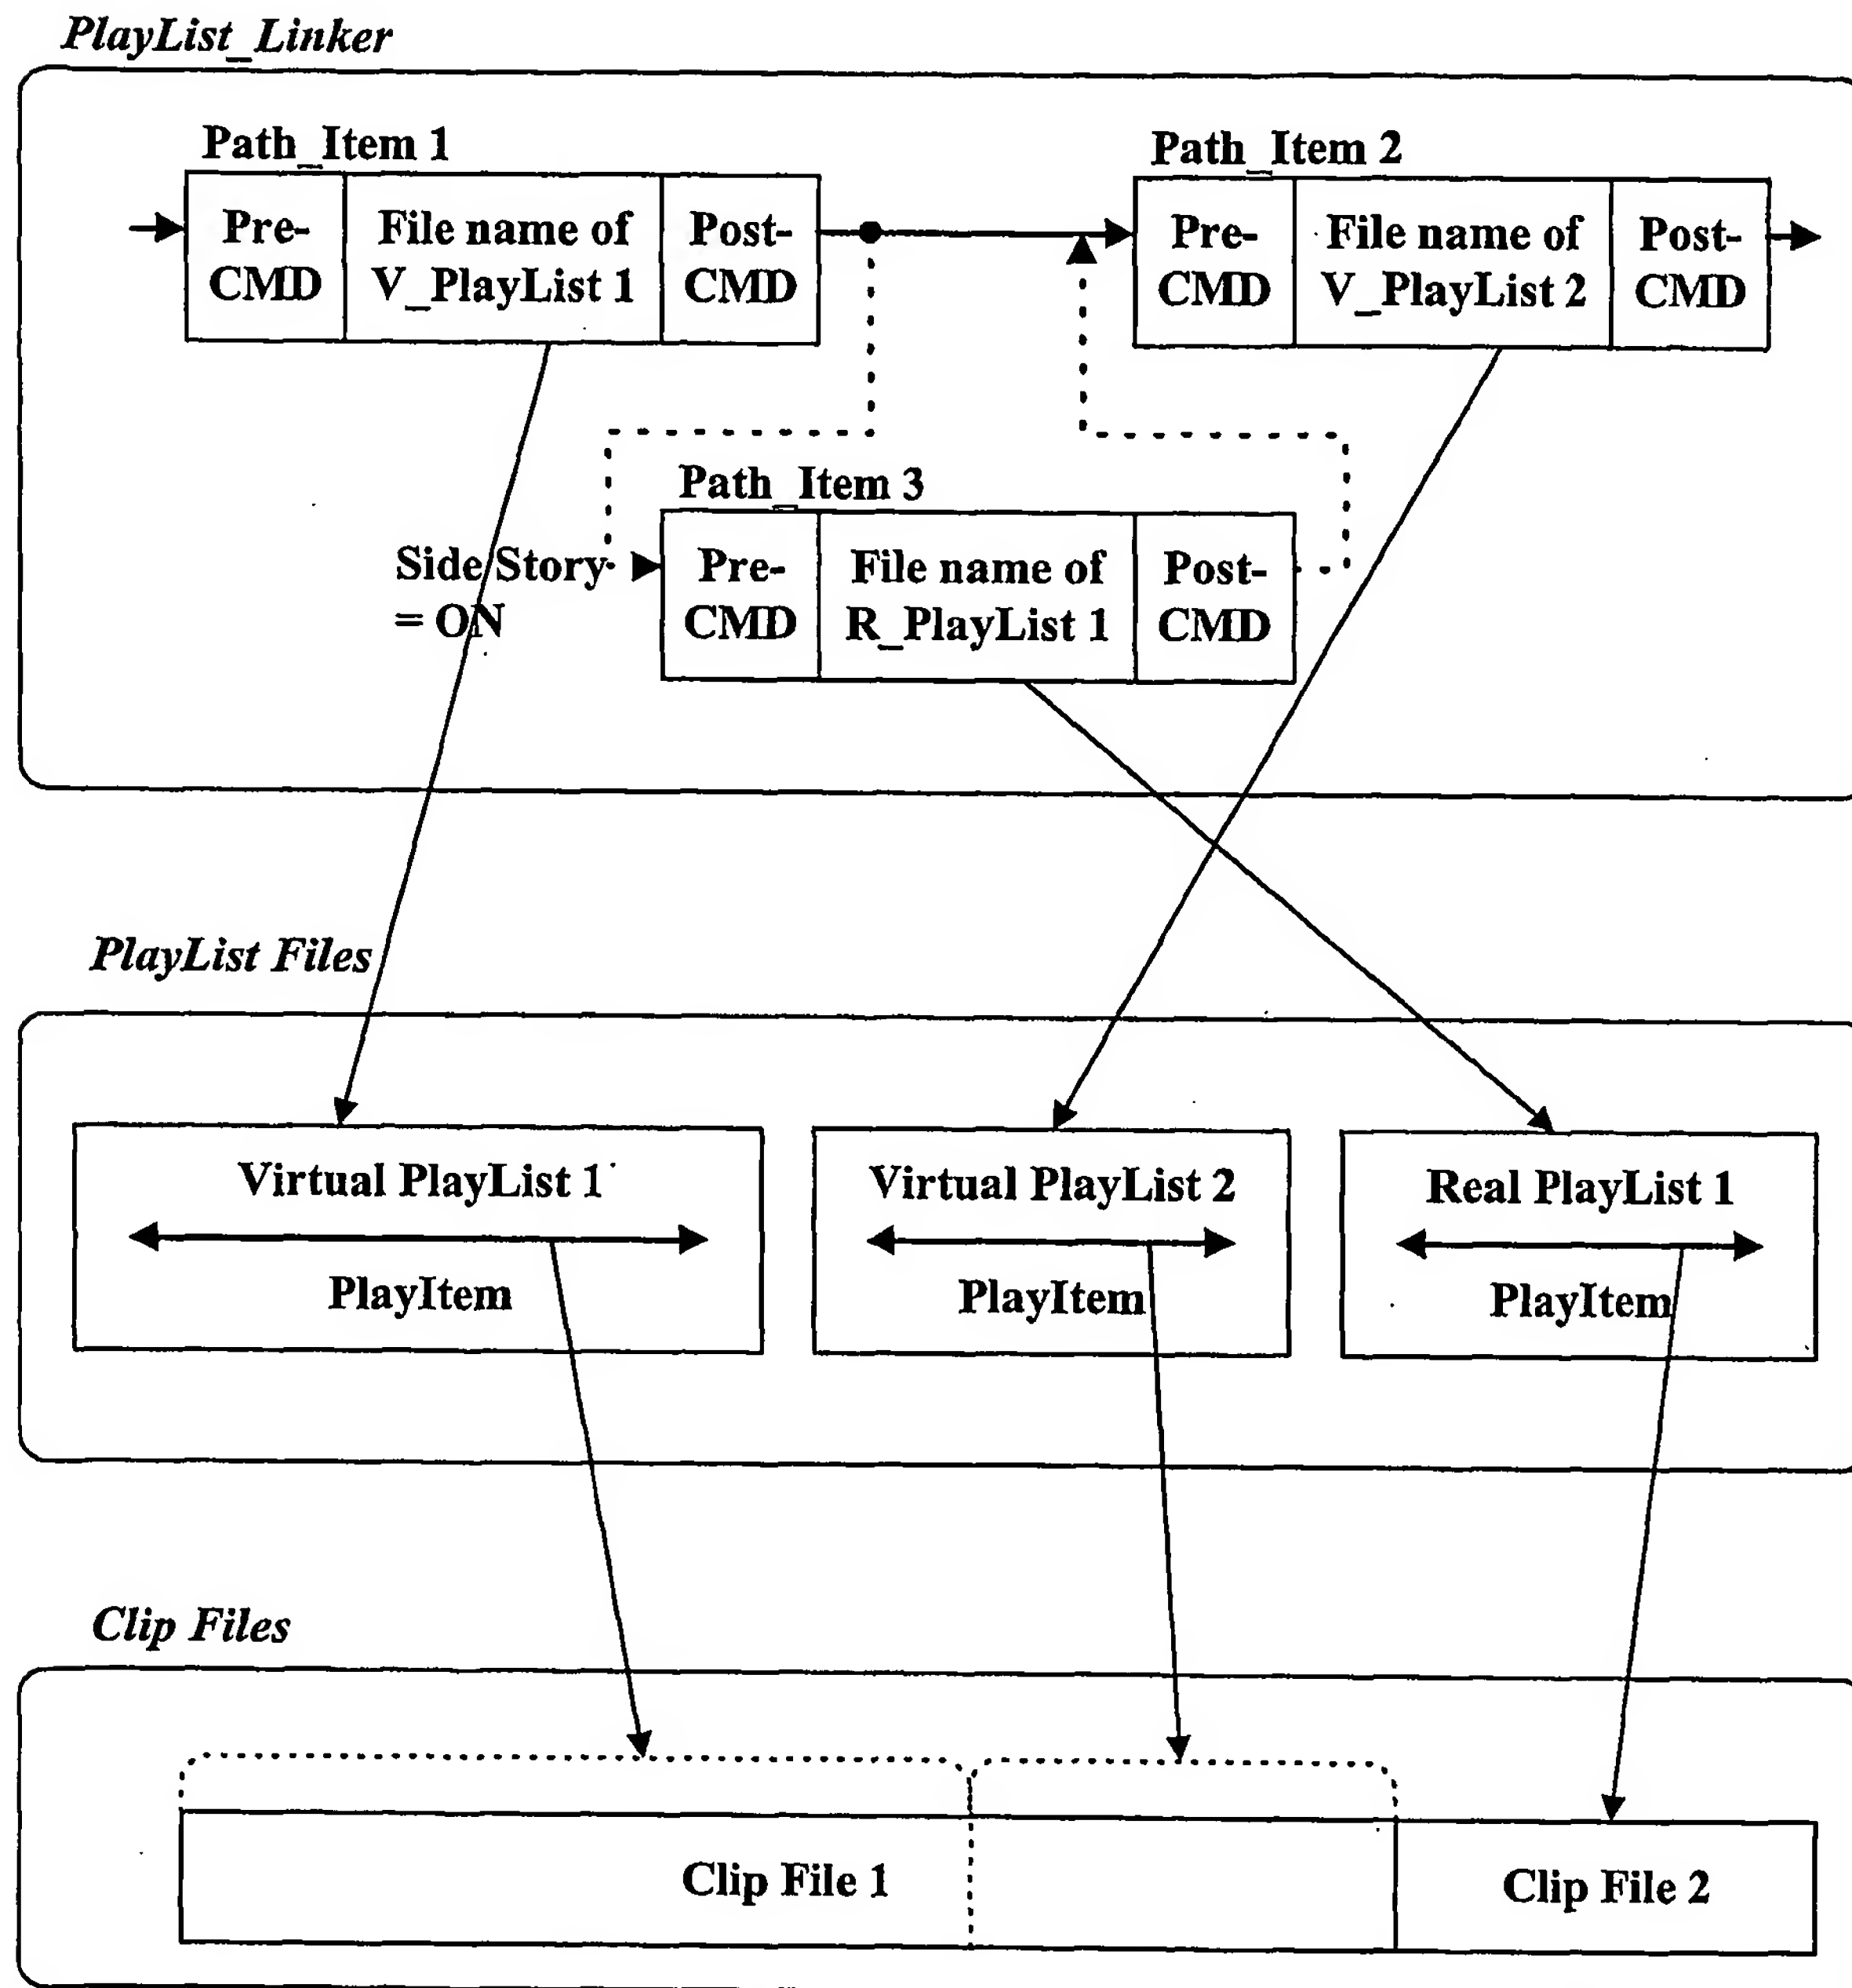 PlayList_Linker
Path_Item 1
Path_Item 2
Pre-
CMD
File name of
V_PlayList 1
Post-
CMD
Pre-
CMD
File name of
V_PlayList 2
Post-
CMD
Path_Item 3
Side Story
= ON
Pre-
CMD
File name of
R_PlayList 1
Post-
CMD
PlayList Files
Virtual PlayList 1
PlayItem
Virtual PlayList 2
PlayItem
Real PlayList 1
PlayItem
Clip Files
Clip File 1
Clip File 2